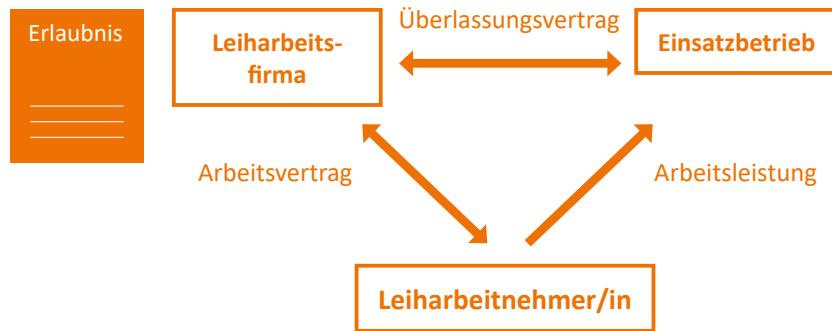 Erlaubnis
Leiharbeits-
firma
Überlassungsvertrag
Einsatzbetrieb
Arbeitsvertrag
Arbeitsleistung
Leiharbeitnehmer/in